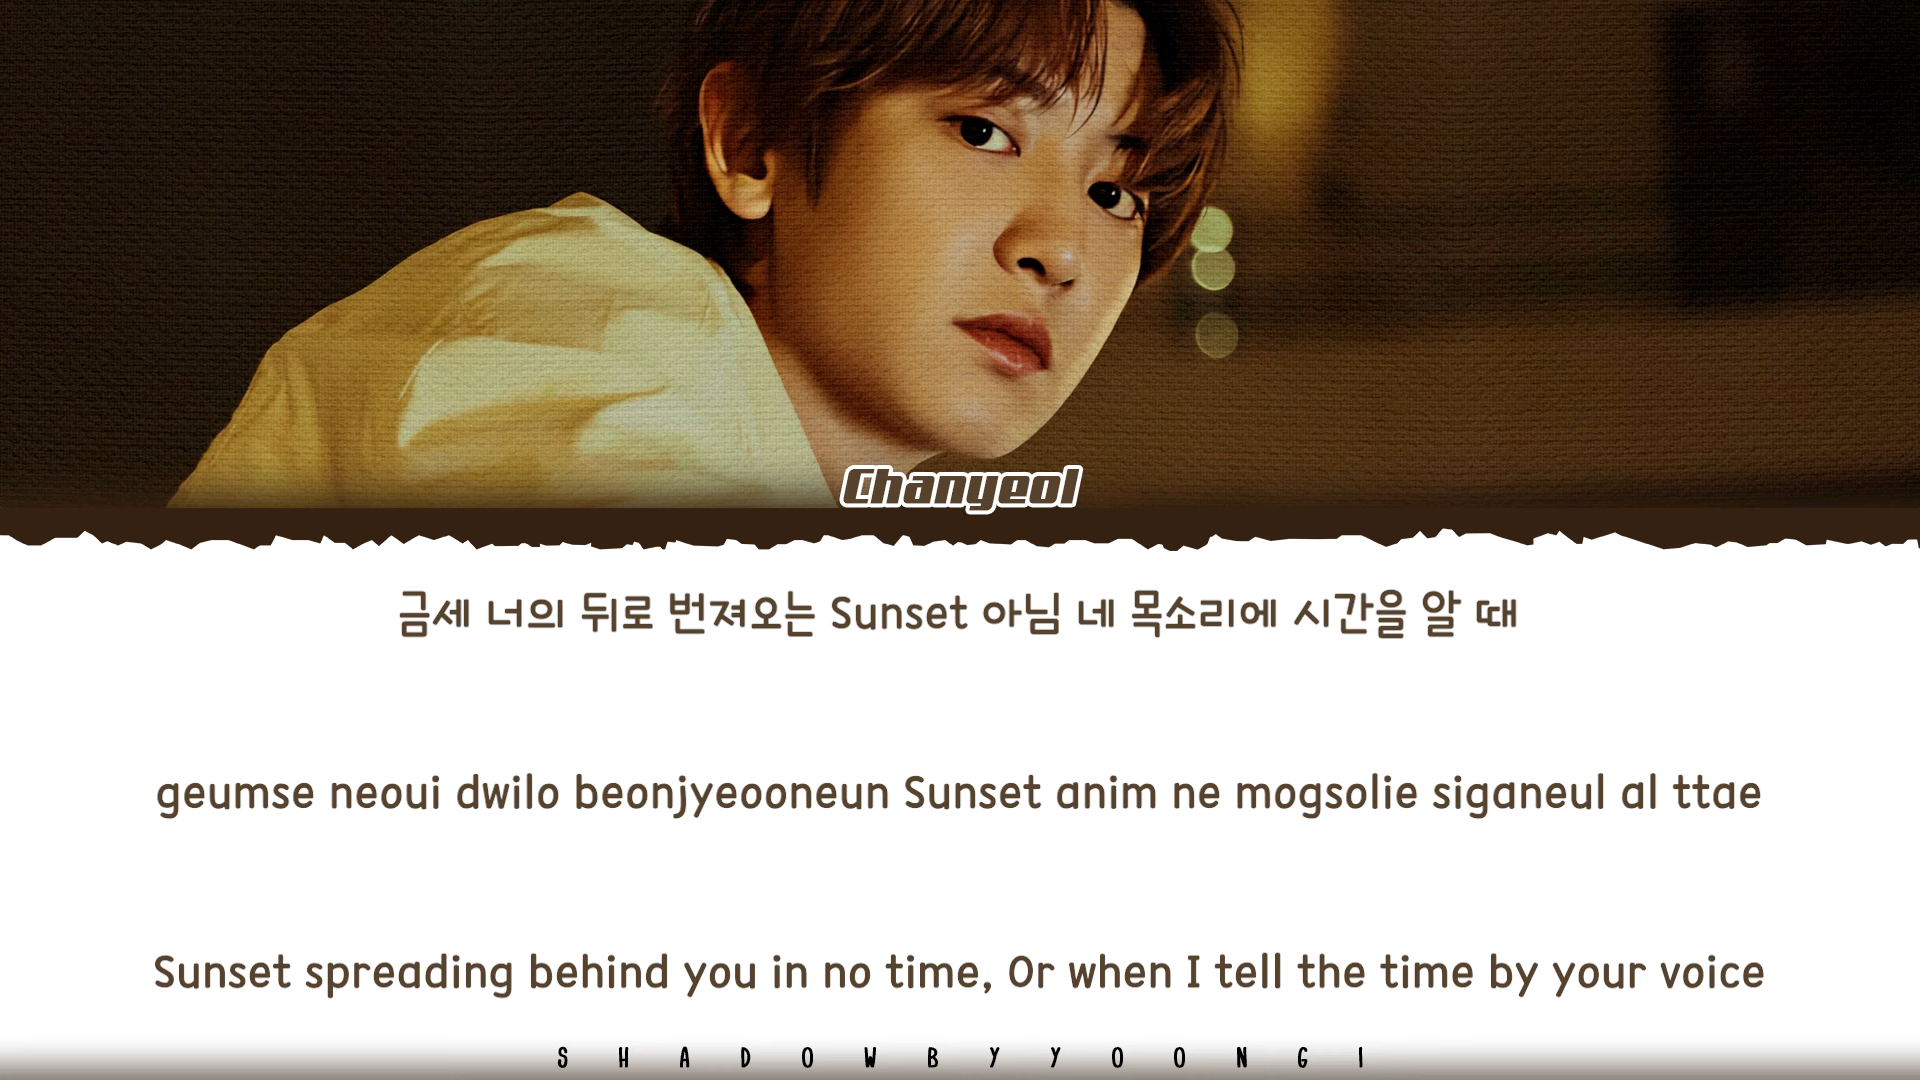 Chanyeol
금세 너의 뒤로 번져오는 Sunset 아님 네 목소리에 시간을 알 때
geumse neoui dwilo beonjyeooneun Sunset anim ne mogsolie siganeul al ttae
Sunset spreading behind you in no time, Or when I tell the time by your voice
SHADOWBYYOONGI